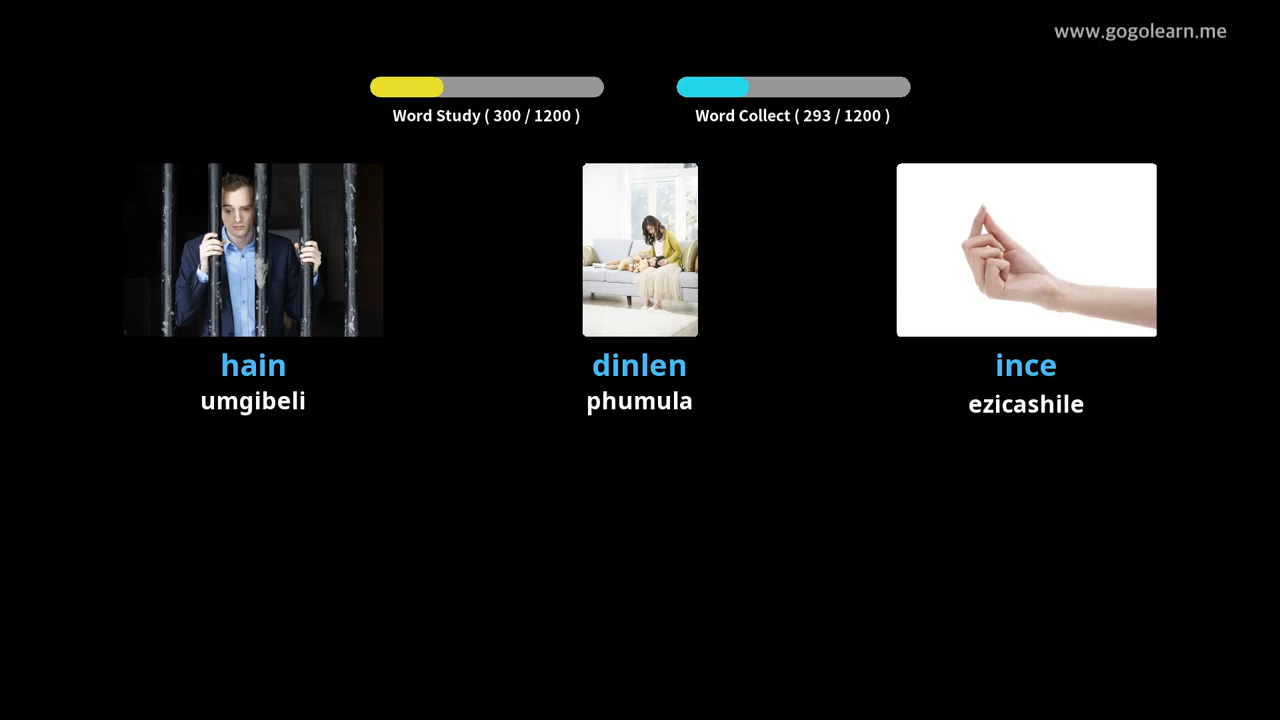 www.gogolearn.me
Word Study ( 300 / 1200 )
Word Collect ( 293 / 1200 )
hain
umgibeli
dinlen
phumula
ince
ezicashile